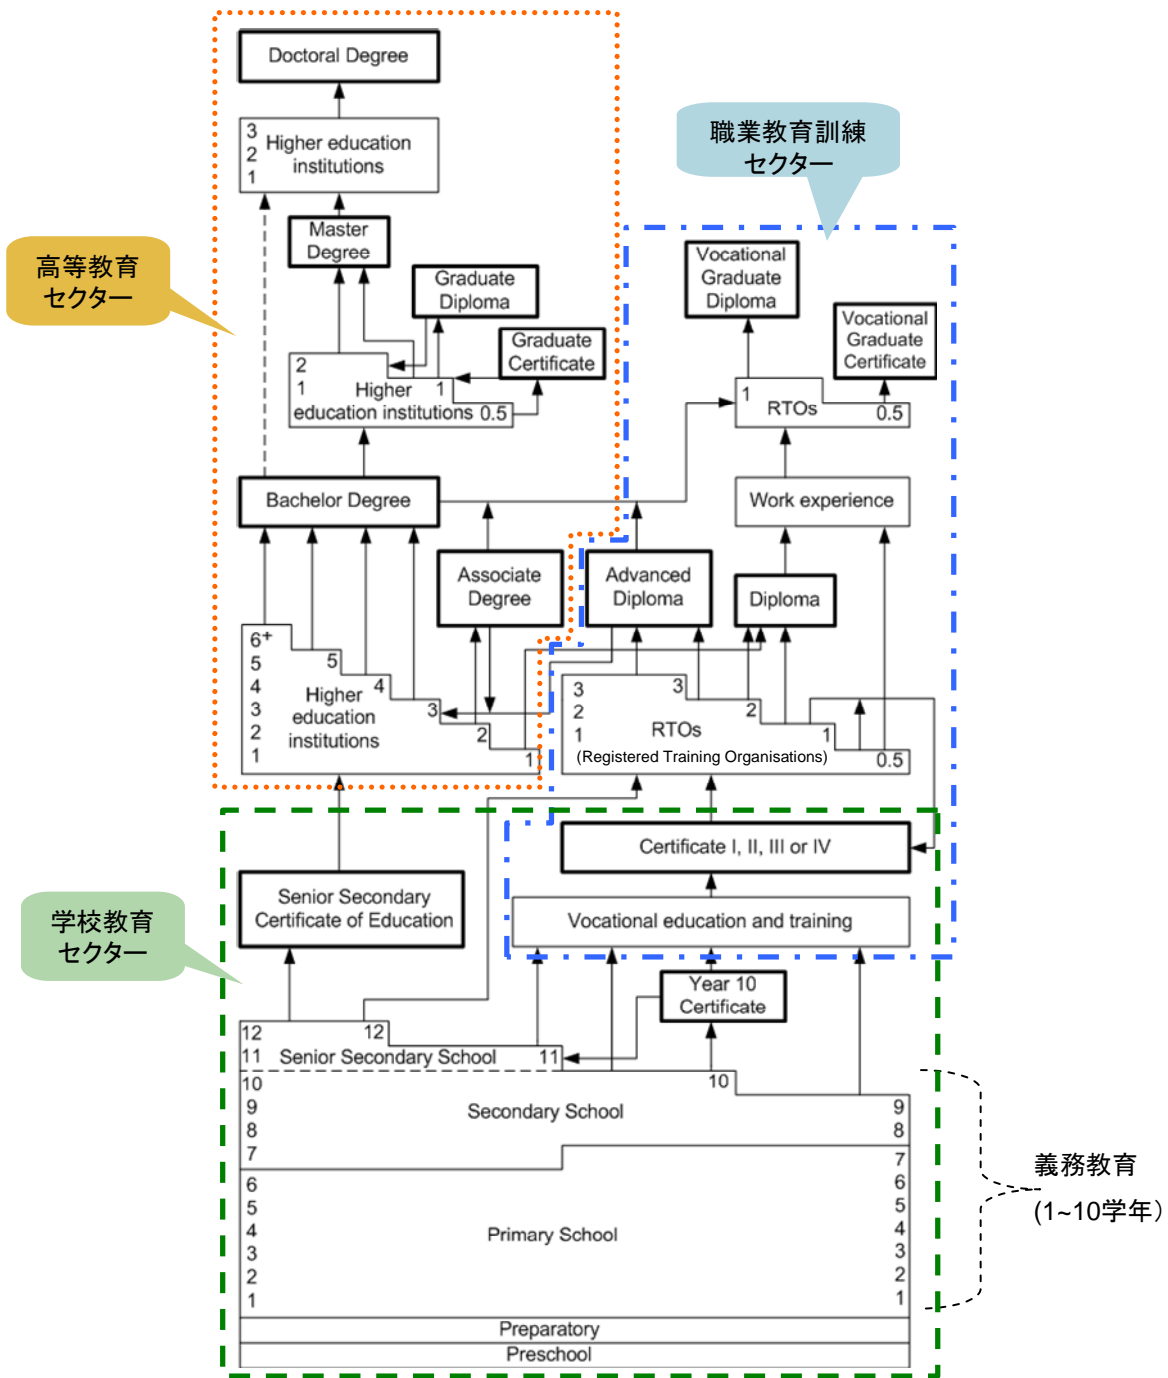 Doctoral Degree
3
2
1
Higher education
institutions
職業教育訓練
セクター
Master
Degree
高等教育
セクター
Graduate
Diploma
Vocational
Graduate
Diploma
Graduate
Certificate
Vocational
Graduate
Certificate
2
1
Higher
education institutions
1
0.5
1
RTOs
0.5
Bachelor Degree
Work experience
Associate
Degree
Advanced
Diploma
Diploma
6+
5
4
3
2
1
Higher
education
institutions
5
4
3
2
1
3
2
1
RTOs
(Registered Training Organisations)
3
2
1
0.5
Certificate I, II, III or IV
Senior Secondary
Certificate of Education
学校教育
セクター
Vocational education and training
Year 10
Certificate
12
11
Senior Secondary School
12
11
10
9
8
7
Secondary School
10
9
8
7
6
5
4
3
2
1
Primary School
6
5
4
3
2
1
義務教育
(1~10学年）
Preparatory
Preschool